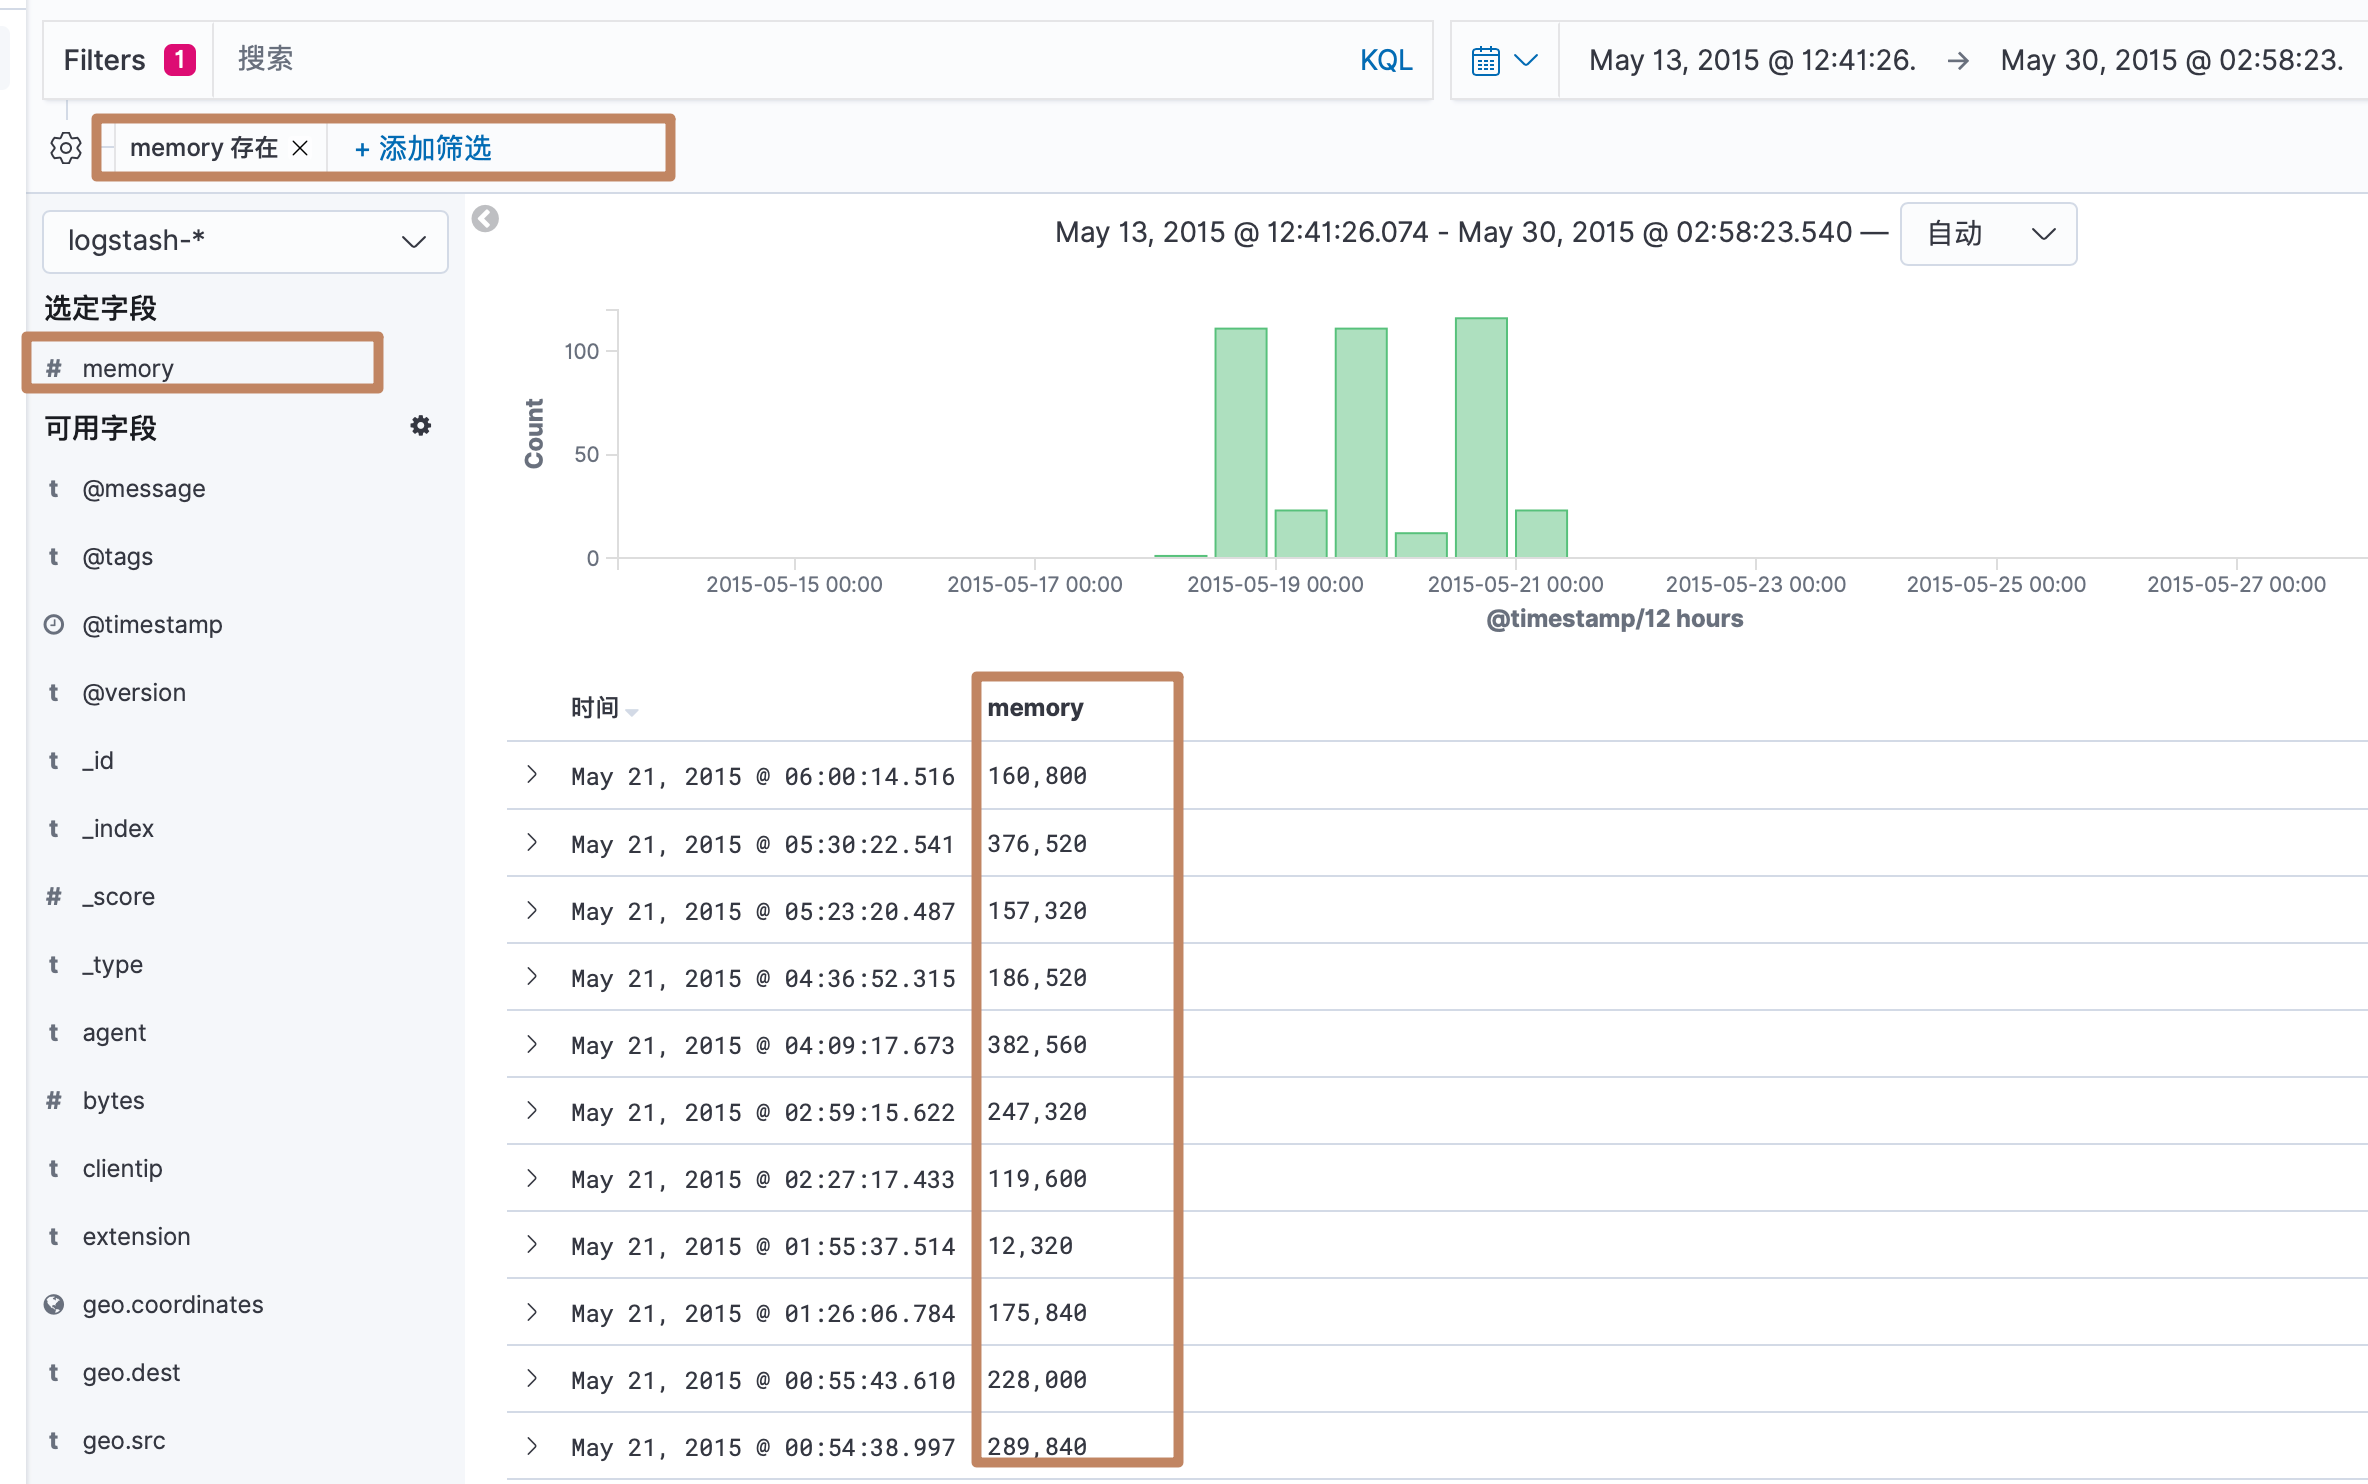 Filters 1 搜索 KQL May 13, 2015 @ 12:41:26. → May 30, 2015 @ 02:58:23.
memory 存在 × + 添加筛选
logstash-*
选定字段
# memory
可用字段
t @message
t @tags
@timestamp
t @version
t _id
t _index
# _score
t _type
t agent
# bytes
t clientip
t extension
geo.coordinates
t geo.dest
t geo.src
May 13, 2015 @ 12:41:26.074 - May 30, 2015 @ 02:58:23.540 — 自动
Count
100
50
0
2015-05-15 00:00 2015-05-17 00:00 2015-05-19 00:00 2015-05-21 00:00 2015-05-23 00:00 2015-05-25 00:00 2015-05-27 00:00
@timestamp/12 hours
时间 memory
May 21, 2015 @ 06:00:14.516 160,800
May 21, 2015 @ 05:30:22.541 376,520
May 21, 2015 @ 05:23:20.487 157,320
May 21, 2015 @ 04:36:52.315 186,520
May 21, 2015 @ 04:09:17.673 382,560
May 21, 2015 @ 02:59:15.622 247,320
May 21, 2015 @ 02:27:17.433 119,600
May 21, 2015 @ 01:55:37.514 12,320
May 21, 2015 @ 01:26:06.784 175,840
May 21, 2015 @ 00:55:43.610 228,000
May 21, 2015 @ 00:54:38.997 289,840